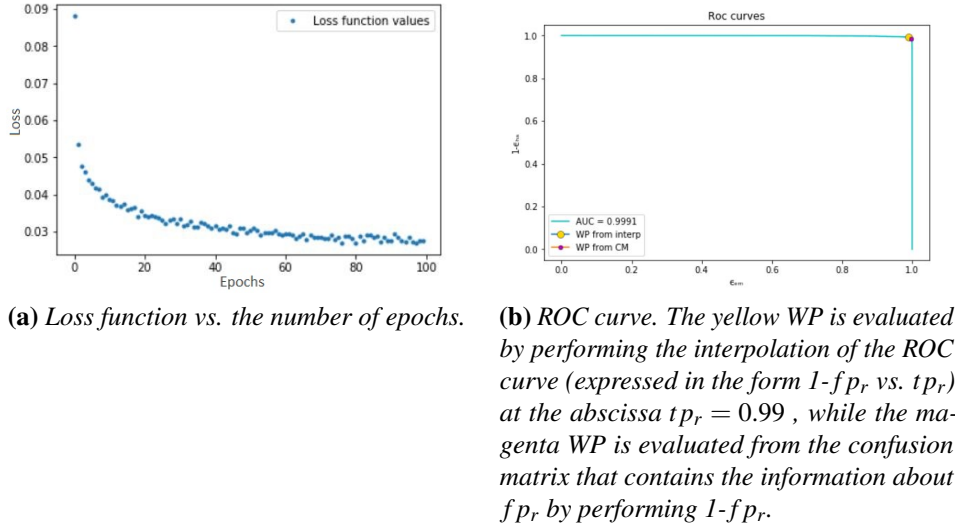 0.09
0.08
0.07
0.06
0.05
0.04
0.03
Loss
Loss function values
0 20 40 60 80 100
Epochs
(a) Loss function vs. the number of epochs.
Roc curves
1.0
0.8
0.6
0.4
0.2
0.0
AUC = 0.9991
WP from interp
WP from CM
0.0 0.2 0.4 0.6 0.8 1.0
(b) ROC curve. The yellow WP is evaluated
by performing the interpolation of the ROC
curve (expressed in the form 1-fpr vs. tpr)
at the abscissa tpr = 0.99 , while the ma-
genta WP is evaluated from the confusion
matrix that contains the information about
fpr by performing 1-fpr.